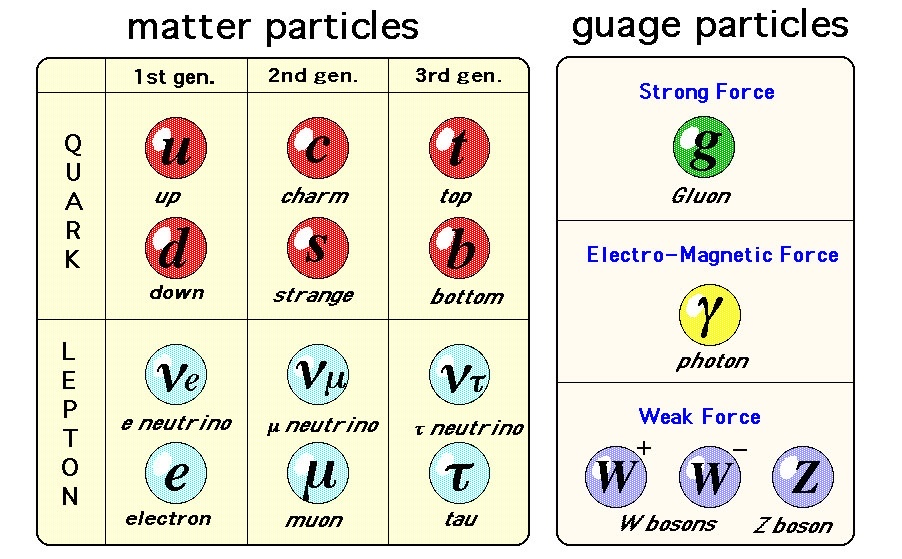 matter particles
guage particles
1st gen. 2nd gen. 3rd gen.
QUARK
u c t
up charm top
d s b
down strange bottom
LEPTON
νe νμ ντ
e neutrino μ neutrino τ neutrino
e μ τ
electron muon tau
Strong Force
g
Gluon
Electro-Magnetic Force
γ
photon
Weak Force
W+ W− Z
W bosons Z boson